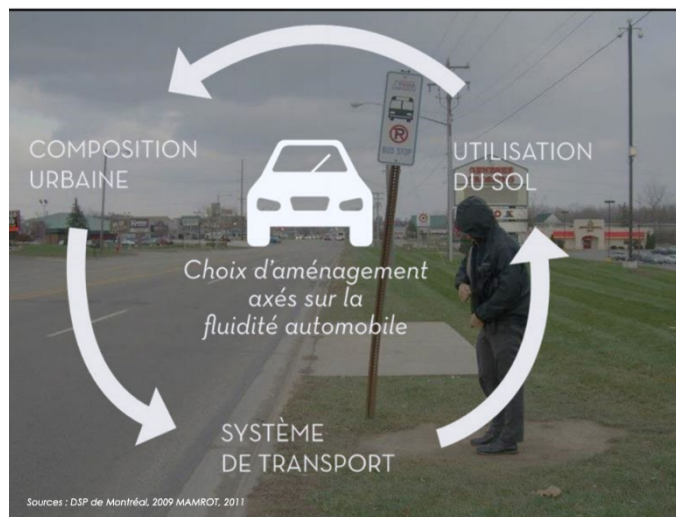 COMPOSITION
URBAINE
UTILISATION
DU SOL
BUS STOP
Choix d'aménagement
axés sur la
fluidité automobile
SYSTÈME
DE TRANSPORT
Sources : DSP de Montréal, 2009 MAMROT, 2011